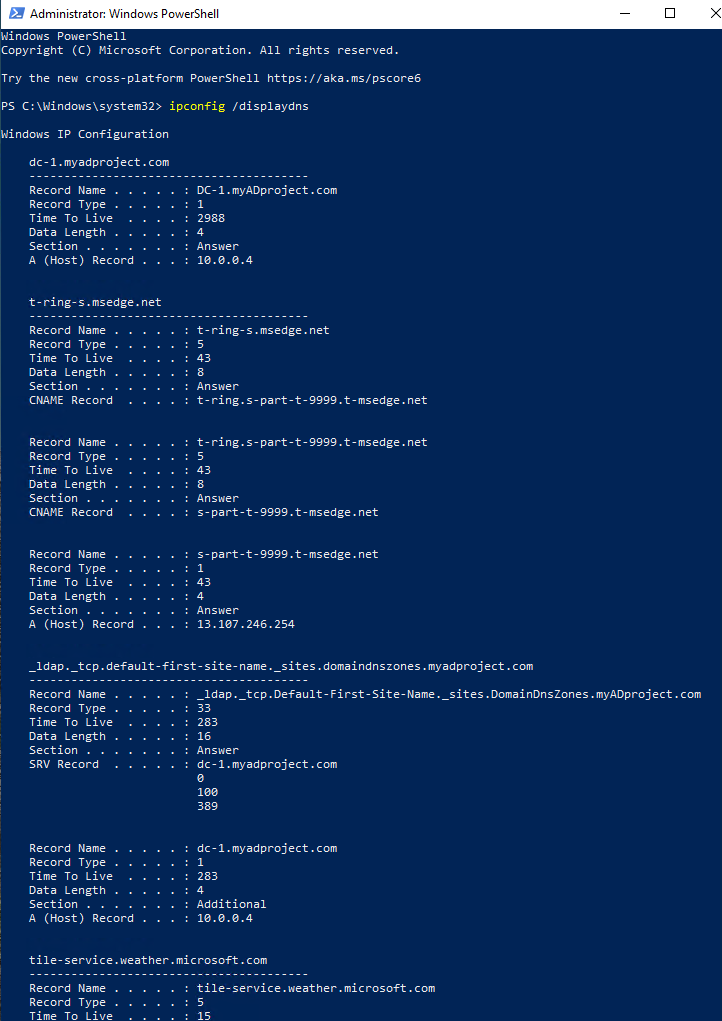 Administrator: Windows PowerShell
Windows PowerShell
Copyright (C) Microsoft Corporation. All rights reserved.
Try the new cross-platform PowerShell https://aka.ms/pscore6
PS C:\Windows\system32> ipconfig /displaydns
Windows IP Configuration
dc-1.myadproject.com
----------------------------------------
Record Name . . . . . : DC-1.myADproject.com
Record Type . . . . . : 1
Time To Live  . . . . : 2988
Data Length . . . . . : 4
Section . . . . . . . : Answer
A (Host) Record . . . : 10.0.0.4
t-ring-s.msedge.net
----------------------------------------
Record Name . . . . . : t-ring-s.msedge.net
Record Type . . . . . : 5
Time To Live  . . . . : 43
Data Length . . . . . : 8
Section . . . . . . . : Answer
CNAME Record  . . . . : t-ring.s-part-t-9999.t-msedge.net
Record Name . . . . . : t-ring.s-part-t-9999.t-msedge.net
Record Type . . . . . : 5
Time To Live  . . . . : 43
Data Length . . . . . : 8
Section . . . . . . . : Answer
CNAME Record  . . . . : s-part-t-9999.t-msedge.net
Record Name . . . . . : s-part-t-9999.t-msedge.net
Record Type . . . . . : 1
Time To Live  . . . . : 43
Data Length . . . . . : 4
Section . . . . . . . : Answer
A (Host) Record . . . : 13.107.246.254
_ldap._tcp.default-first-site-name._sites.domaindnszones.myadproject.com
----------------------------------------
Record Name . . . . . : _ldap._tcp.Default-First-Site-Name._sites.DomainDnsZones.myADproject.com
Record Type . . . . . : 33
Time To Live  . . . . : 283
Data Length . . . . . : 16
Section . . . . . . . : Answer
SRV Record  . . . . . : dc-1.myadproject.com
0
100
389
Record Name . . . . . : dc-1.myadproject.com
Record Type . . . . . : 1
Time To Live  . . . . : 283
Data Length . . . . . : 4
Section . . . . . . . : Additional
A (Host) Record . . . : 10.0.0.4
tile-service.weather.microsoft.com
----------------------------------------
Record Name . . . . . : tile-service.weather.microsoft.com
Record Type . . . . . : 5
Time To Live  . . . . : 15